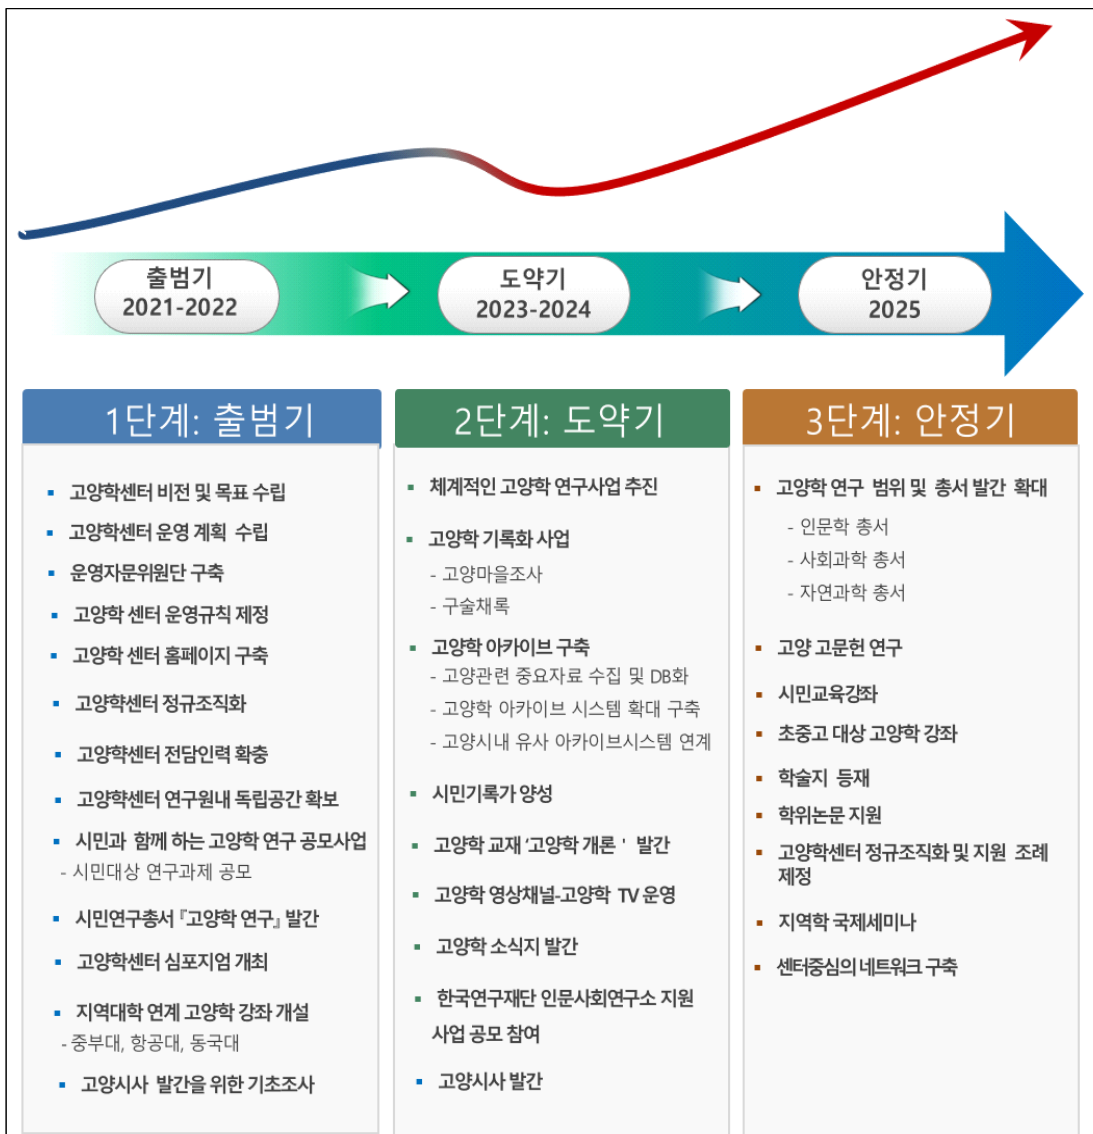 출범기
2021-2022
도약기
2023-2024
안정기
2025
1단계: 출범기
▪ 고양학센터 비전 및 목표 수립
▪ 고양학센터 운영 계획 수립
▪ 운영자문위원단 구축
▪ 고양학 센터 운영규칙 제정
▪ 고양학 센터 홈페이지 구축
▪ 고양학센터 정규조직화
▪ 고양학센터 전담인력 확충
▪ 고양학센터 연구원내 독립공간 확보
▪ 시민과 함께 하는 고양학 연구 공모사업
- 시민대상 연구과제 공모
▪ 시민연구총서 『고양학 연구』 발간
▪ 고양학센터 심포지엄 개최
▪ 지역대학 연계 고양학 강좌 개설
- 중부대, 항공대, 동국대
▪ 고양시사 발간을 위한 기초조사
2단계: 도약기
▪ 체계적인 고양학 연구사업 추진
▪ 고양학 기록화 사업
- 고양마을조사
- 구술채록
▪ 고양학 아카이브 구축
- 고양관련 중요자료 수집 및 DB화
- 고양학 아카이브 시스템 확대 구축
- 고양시내 유사 아카이브시스템 연계
▪ 시민기록가 양성
▪ 고양학 교재 ‘고양학 개론 ' 발간
▪ 고양학 영상채널-고양학 TV 운영
▪ 고양학 소식지 발간
▪ 한국연구재단 인문사회연구소 지원
사업 공모 참여
▪ 고양시사 발간
3단계: 안정기
▪ 고양학 연구 범위 및 총서 발간 확대
- 인문학 총서
- 사회과학 총서
- 자연과학 총서
▪ 고양 고문헌 연구
▪ 시민교육강좌
▪ 초중고 대상 고양학 강좌
▪ 학술지 등재
▪ 학위논문 지원
▪ 고양학센터 정규조직화 및 지원 조례
제정
▪ 지역학 국제세미나
▪ 센터중심의 네트워크 구축